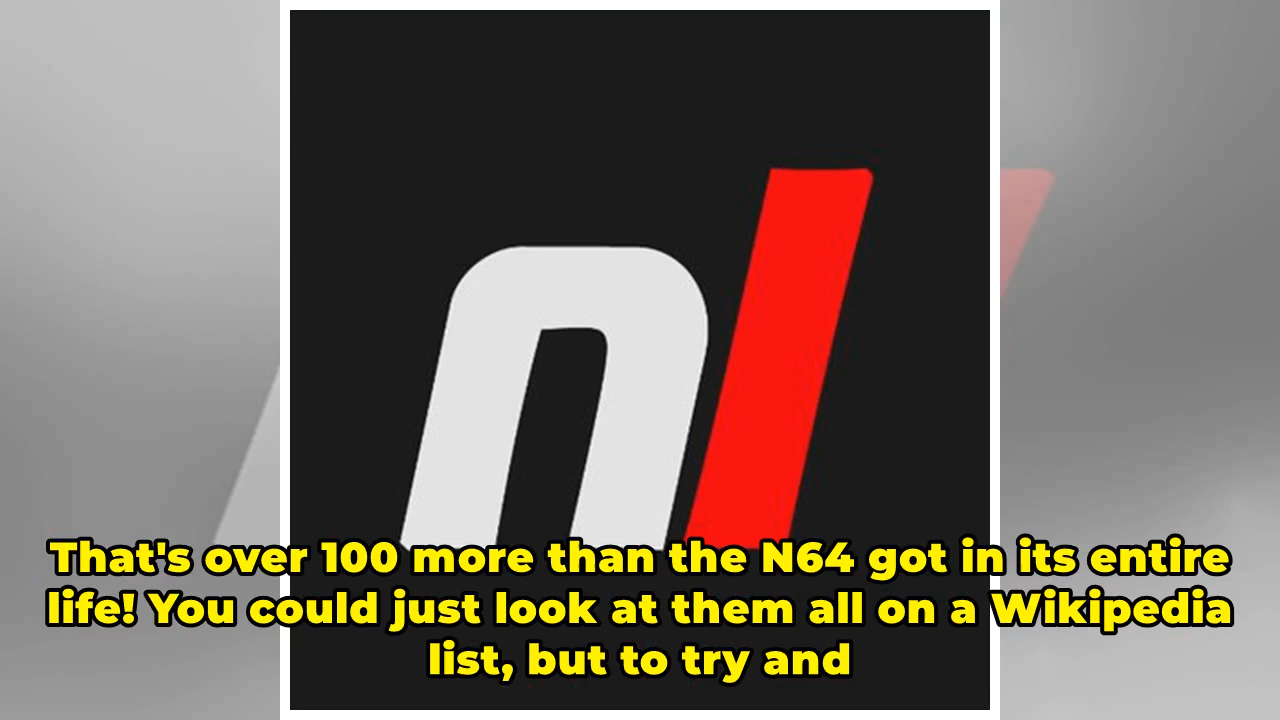 nl
That's over 100 more than the N64 got in its entire
life! You could just look at them all on a Wikipedia
list, but to try and